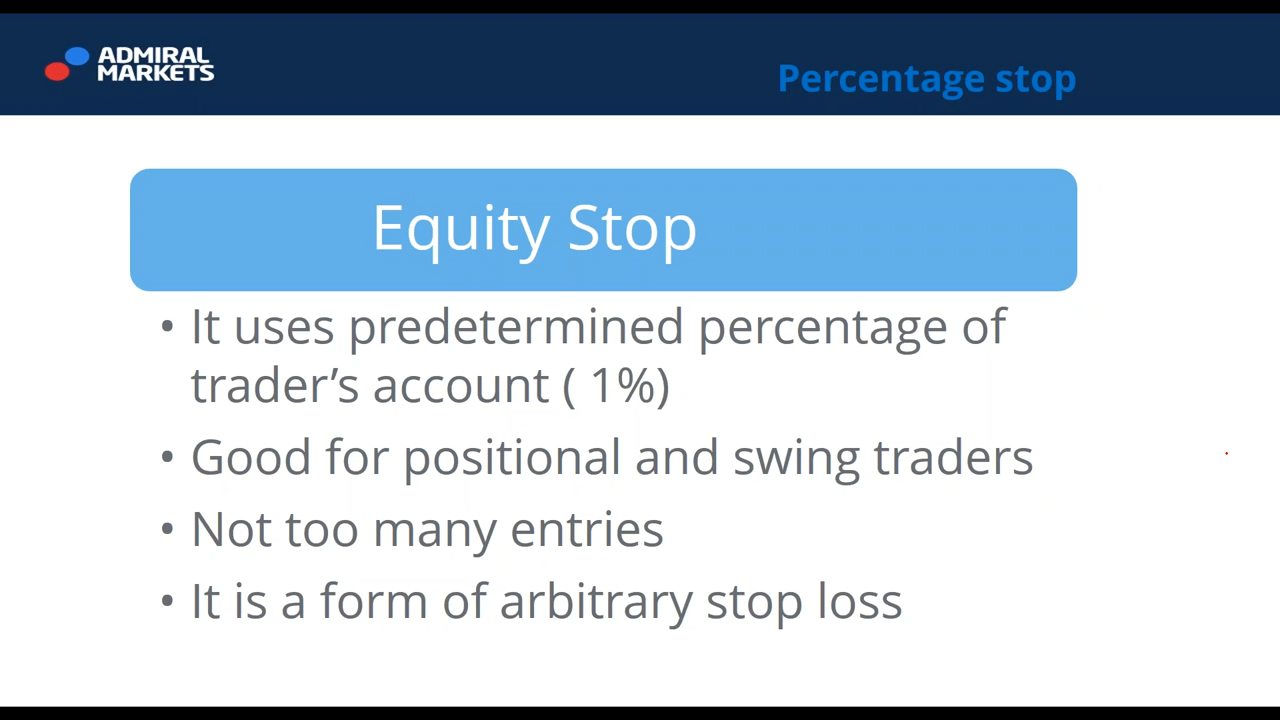 ADMIRAL
MARKETS
Percentage stop
Equity Stop
• It uses predetermined percentage of
trader’s account ( 1%)
• Good for positional and swing traders
• Not too many entries
• It is a form of arbitrary stop loss